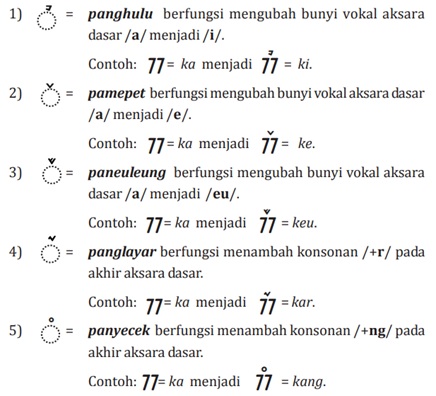 1) ◌ᮤ = panghulu berfungsi mengubah bunyi vokal aksara
dasar /a/ menjadi /i/.
Contoh: ᮊ = ka menjadi ᮊᮤ = ki.
2) ◌ᮨ = pamepet berfungsi mengubah bunyi vokal aksara dasar
/a/ menjadi /e/.
Contoh: ᮊ = ka menjadi ᮊᮨ = ke.
3) ◌ᮩ = paneuleung berfungsi mengubah bunyi vokal aksara
dasar /a/ menjadi /eu/.
Contoh: ᮊ = ka menjadi ᮊᮩ = keu.
4) ◌ᮁ = panglayar berfungsi menambah konsonan /+r/ pada
akhir aksara dasar.
Contoh: ᮊ = ka menjadi ᮊᮁ = kar.
5) ◌ᮀ = panyecek berfungsi menambah konsonan /+ng/ pada
akhir aksara dasar.
Contoh: ᮊ = ka menjadi ᮊᮀ = kang.